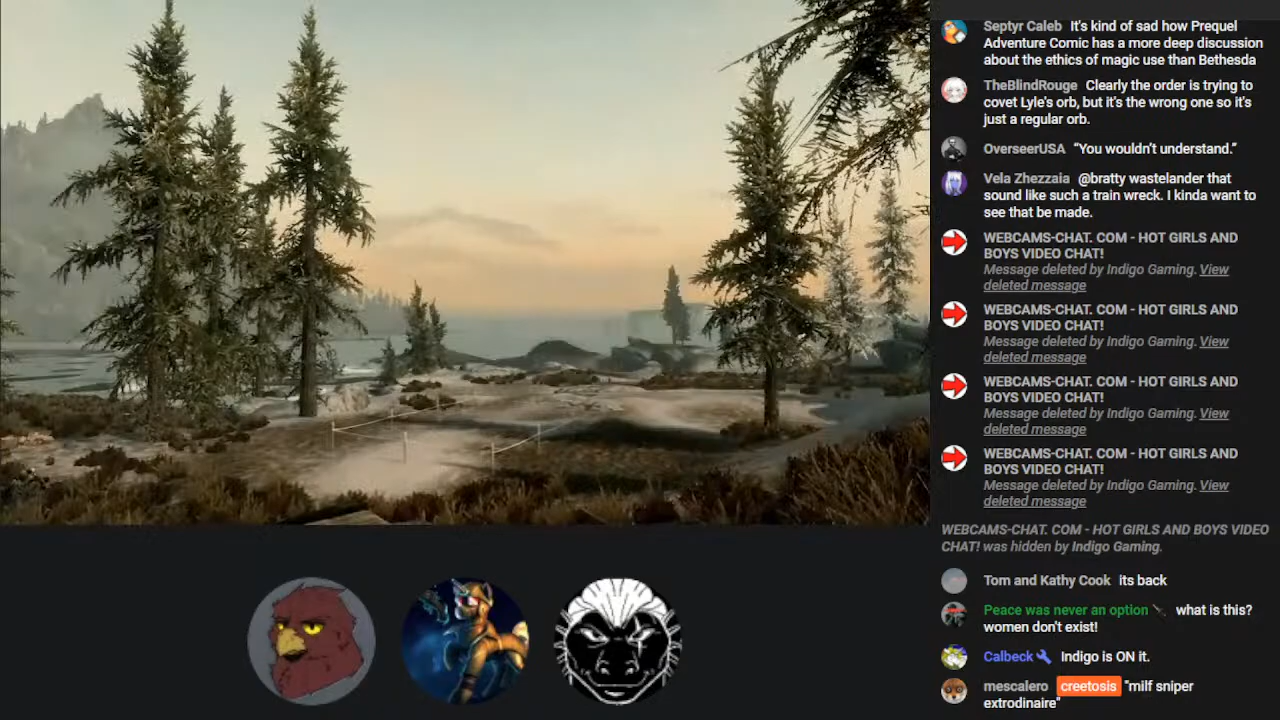 Septyr Caleb It's kind of sad how Prequel
Adventure Comic has a more deep discussion
about the ethics of magic use than Bethesda
TheBlindRouge Clearly the order is trying to
covet Lyle's orb, but it's the wrong one so it's
just a regular orb.
OverseerUSA “You wouldn’t understand.”
Vela Zhezzaia @bratty wastelander that
sound like such a train wreck. I kinda want to
see that be made.
WEBCAMS-CHAT. COM - HOT GIRLS AND
BOYS VIDEO CHAT!
Message deleted by Indigo Gaming. View
deleted message
WEBCAMS-CHAT. COM - HOT GIRLS AND
BOYS VIDEO CHAT!
Message deleted by Indigo Gaming. View
deleted message
WEBCAMS-CHAT. COM - HOT GIRLS AND
BOYS VIDEO CHAT!
Message deleted by Indigo Gaming. View
deleted message
WEBCAMS-CHAT. COM - HOT GIRLS AND
BOYS VIDEO CHAT!
Message deleted by Indigo Gaming. View
deleted message
WEBCAMS-CHAT. COM - HOT GIRLS AND BOYS VIDEO
CHAT! was hidden by Indigo Gaming.
Tom and Kathy Cook its back
Peace was never an option what is this?
women don't exist!
Calbeck Indigo is ON it.
mescalero creetosis "milf sniper
extrodinaire"